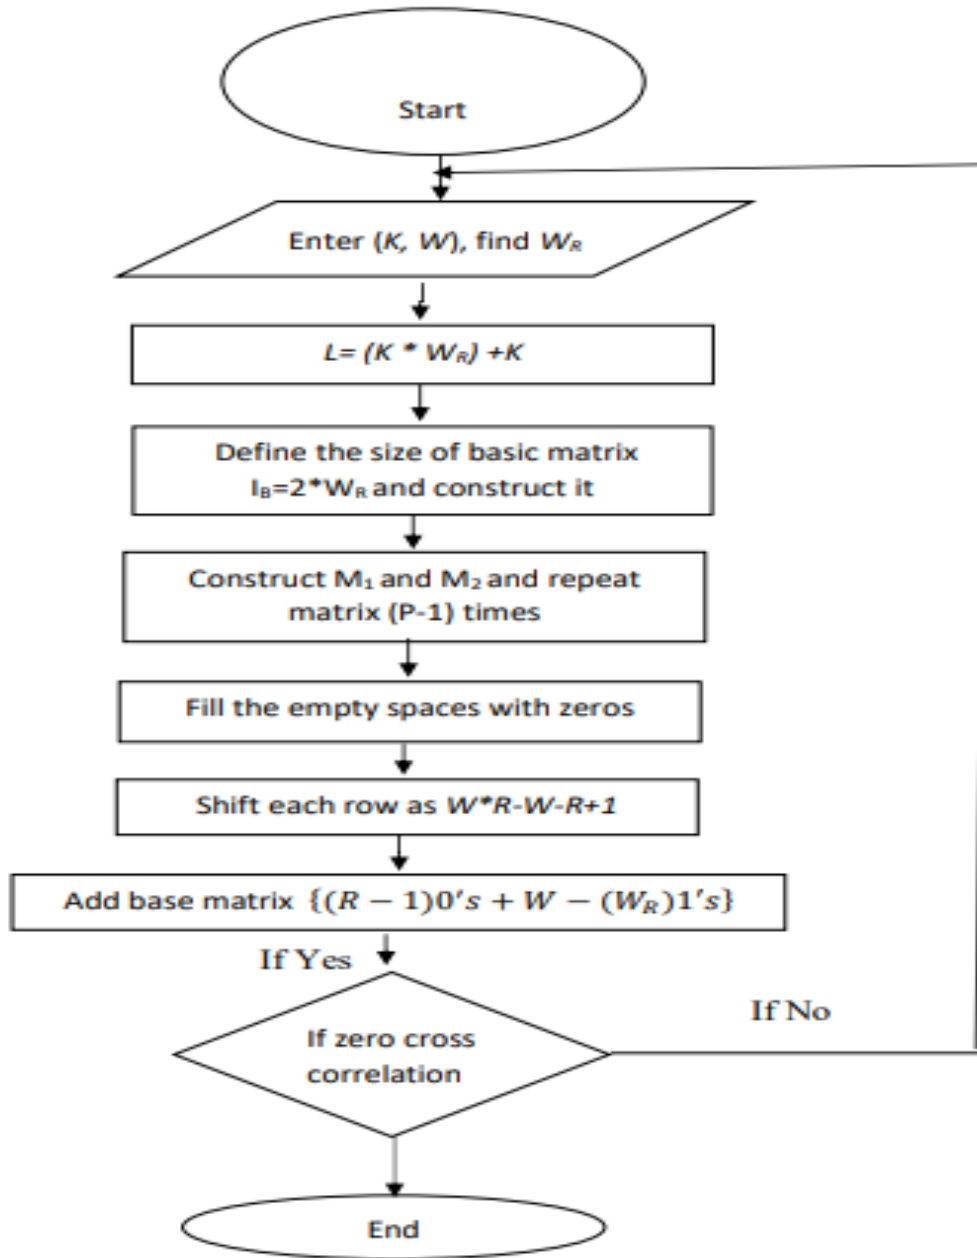 Start
Enter (K, W), find W_R
L= (K * W_R) +K
Define the size of basic matrix
I_B=2*W_R and construct it
Construct M₁ and M₂ and repeat
matrix (P-1) times
Fill the empty spaces with zeros
Shift each row as W*R-W-R+1
Add base matrix {(R − 1)0′s + W − (W_R)1′s}
If Yes
If zero cross
correlation
If No
End